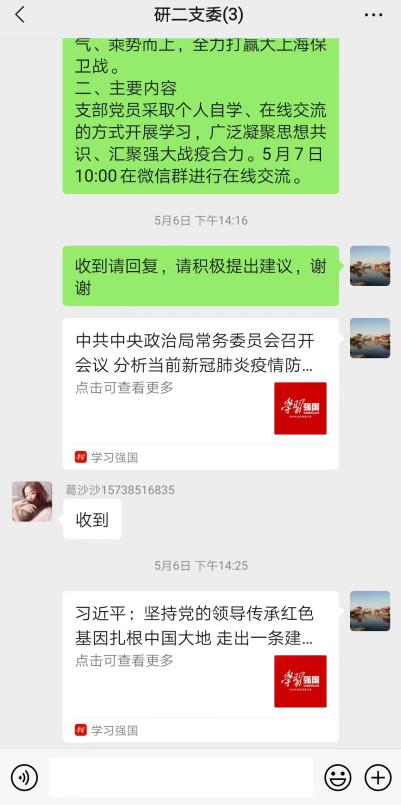 研二支委(3)
气、乘势而上，全力打赢大上海保
卫战。
二、主要内容
支部党员采取个人自学、在线交流
的方式开展学习，广泛凝聚思想共
识、汇聚强大战疫合力。5月7日
10:00在微信群进行在线交流。
5月6日 下午14:16
收到请回复，请积极提出建议，谢
谢
中共中央政治局常务委员会召开
会议 分析当前新冠肺炎疫情防...
点击可查看更多
学习强国
学习强国
葛沙沙15738516835
收到
5月6日 下午14:25
习近平：坚持党的领导传承红色
基因扎根中国大地 走出一条建...
点击可查看更多
学习强国
学习强国